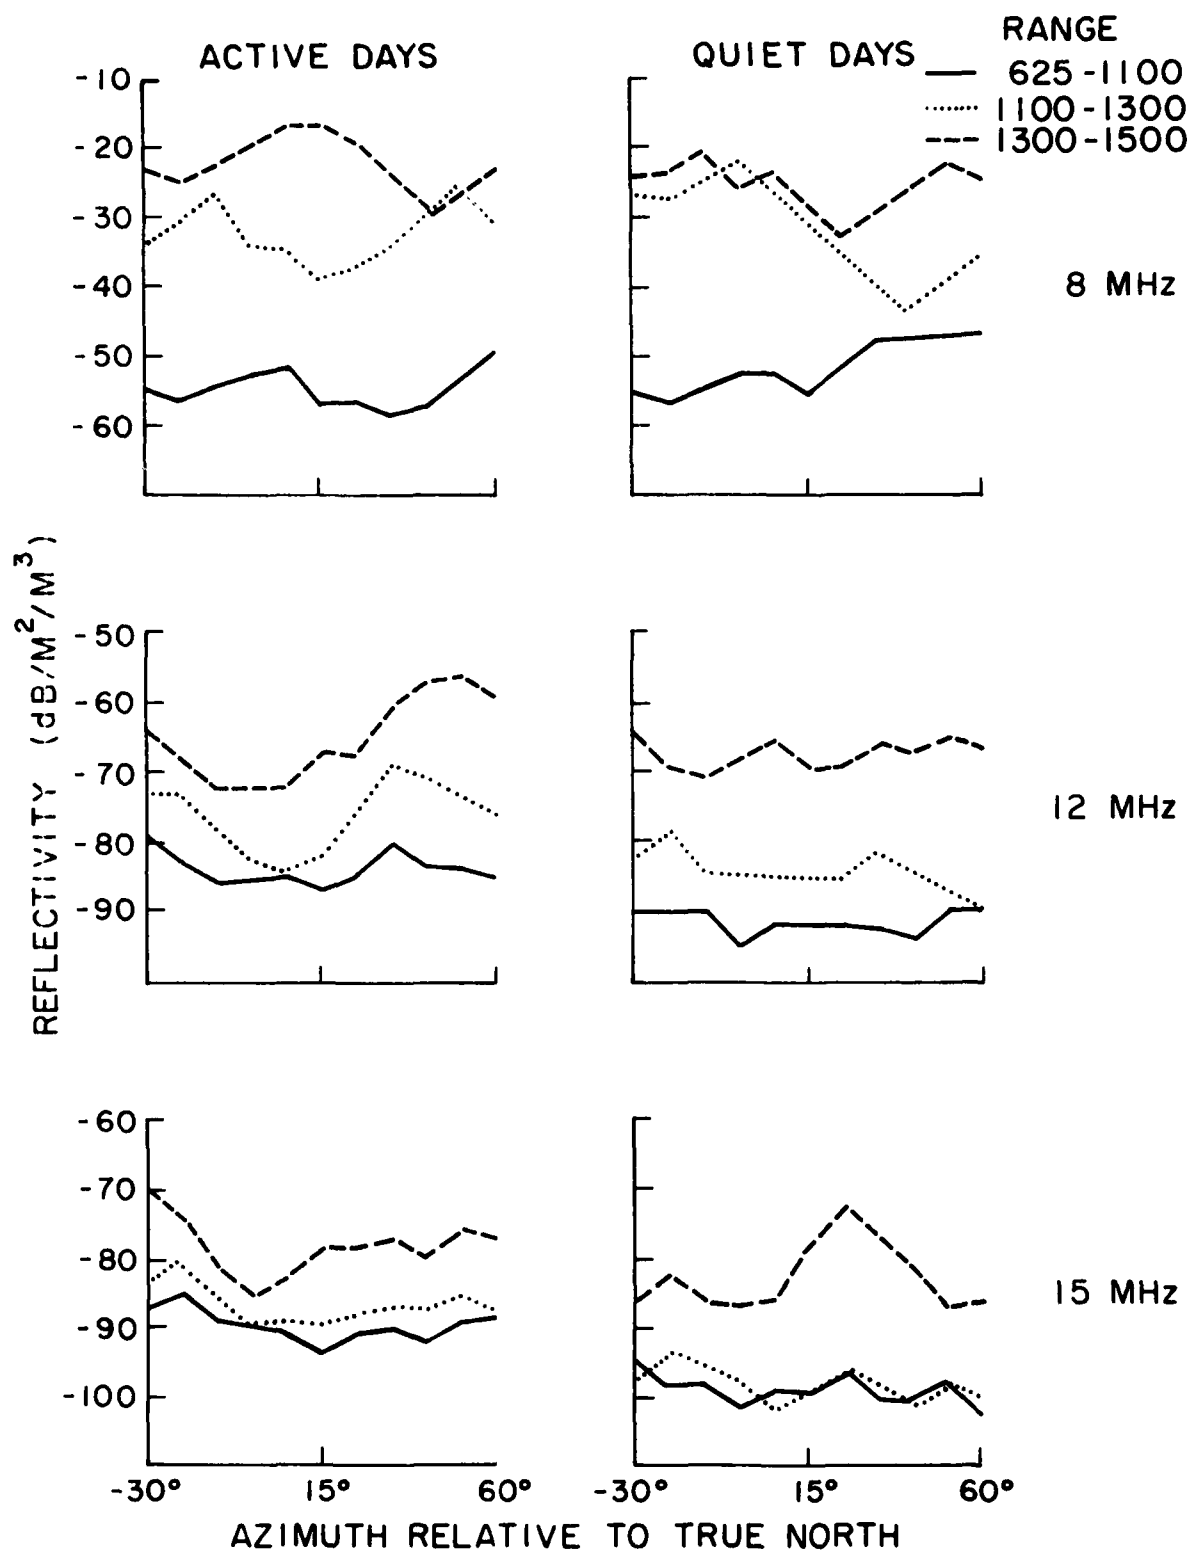 RANGE
ACTIVE DAYS
QUIET DAYS
625-1100
1100-1300
1300-1500
-10
-20
-30
-40
-50
-60
8 MHz
REFLECTIVITY (dB/M²/M³)
-50
-60
-70
-80
-90
12 MHz
-60
-70
-80
-90
-100
15 MHz
-30° 15° 60° -30° 15° 60°
AZIMUTH RELATIVE TO TRUE NORTH